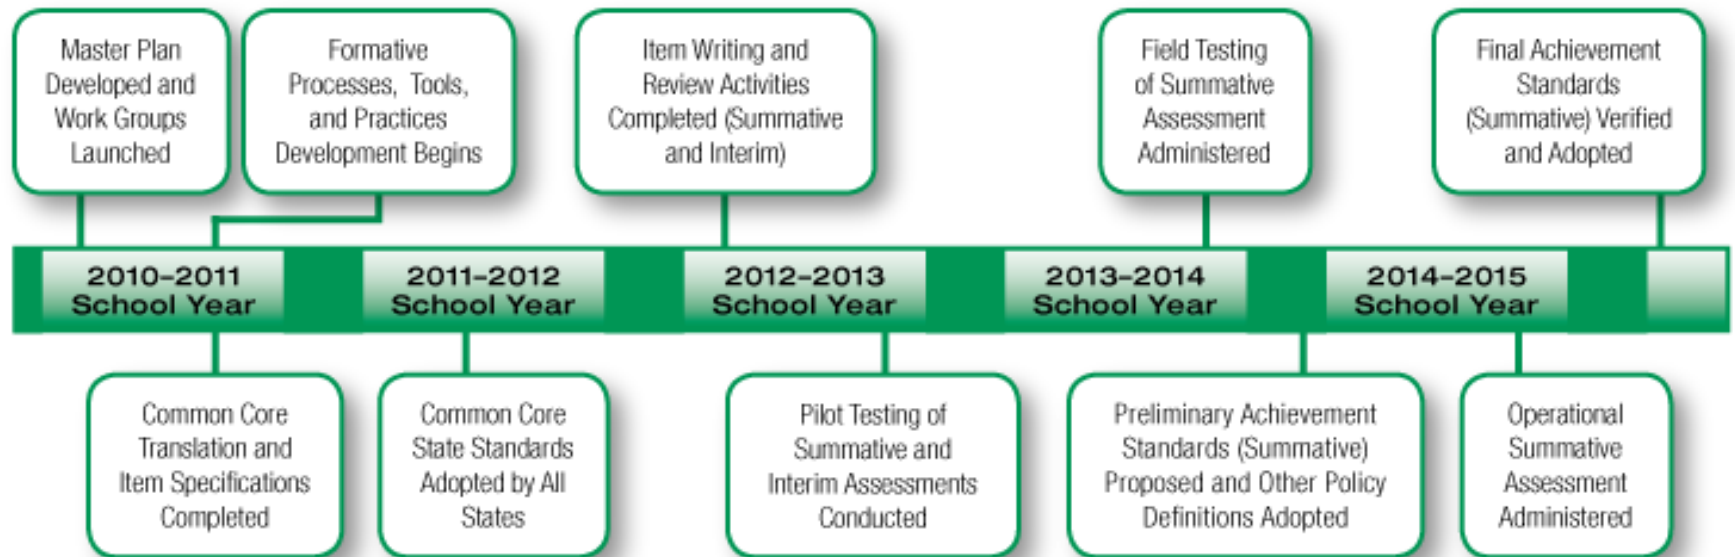 Master Plan
Developed and
Work Groups
Launched
Formative
Processes, Tools,
and Practices
Development Begins
Item Writing and
Review Activities
Completed (Summative
and Interim)
Field Testing
of Summative
Assessment
Administered
Final Achievement
Standards
(Summative) Verified
and Adopted
2010–2011
School Year
2011–2012
School Year
2012–2013
School Year
2013–2014
School Year
2014–2015
School Year
Common Core
Translation and
Item Specifications
Completed
Common Core
State Standards
Adopted by All
States
Pilot Testing of
Summative and
Interim Assessments
Conducted
Preliminary Achievement
Standards (Summative)
Proposed and Other Policy
Definitions Adopted
Operational
Summative
Assessment
Administered